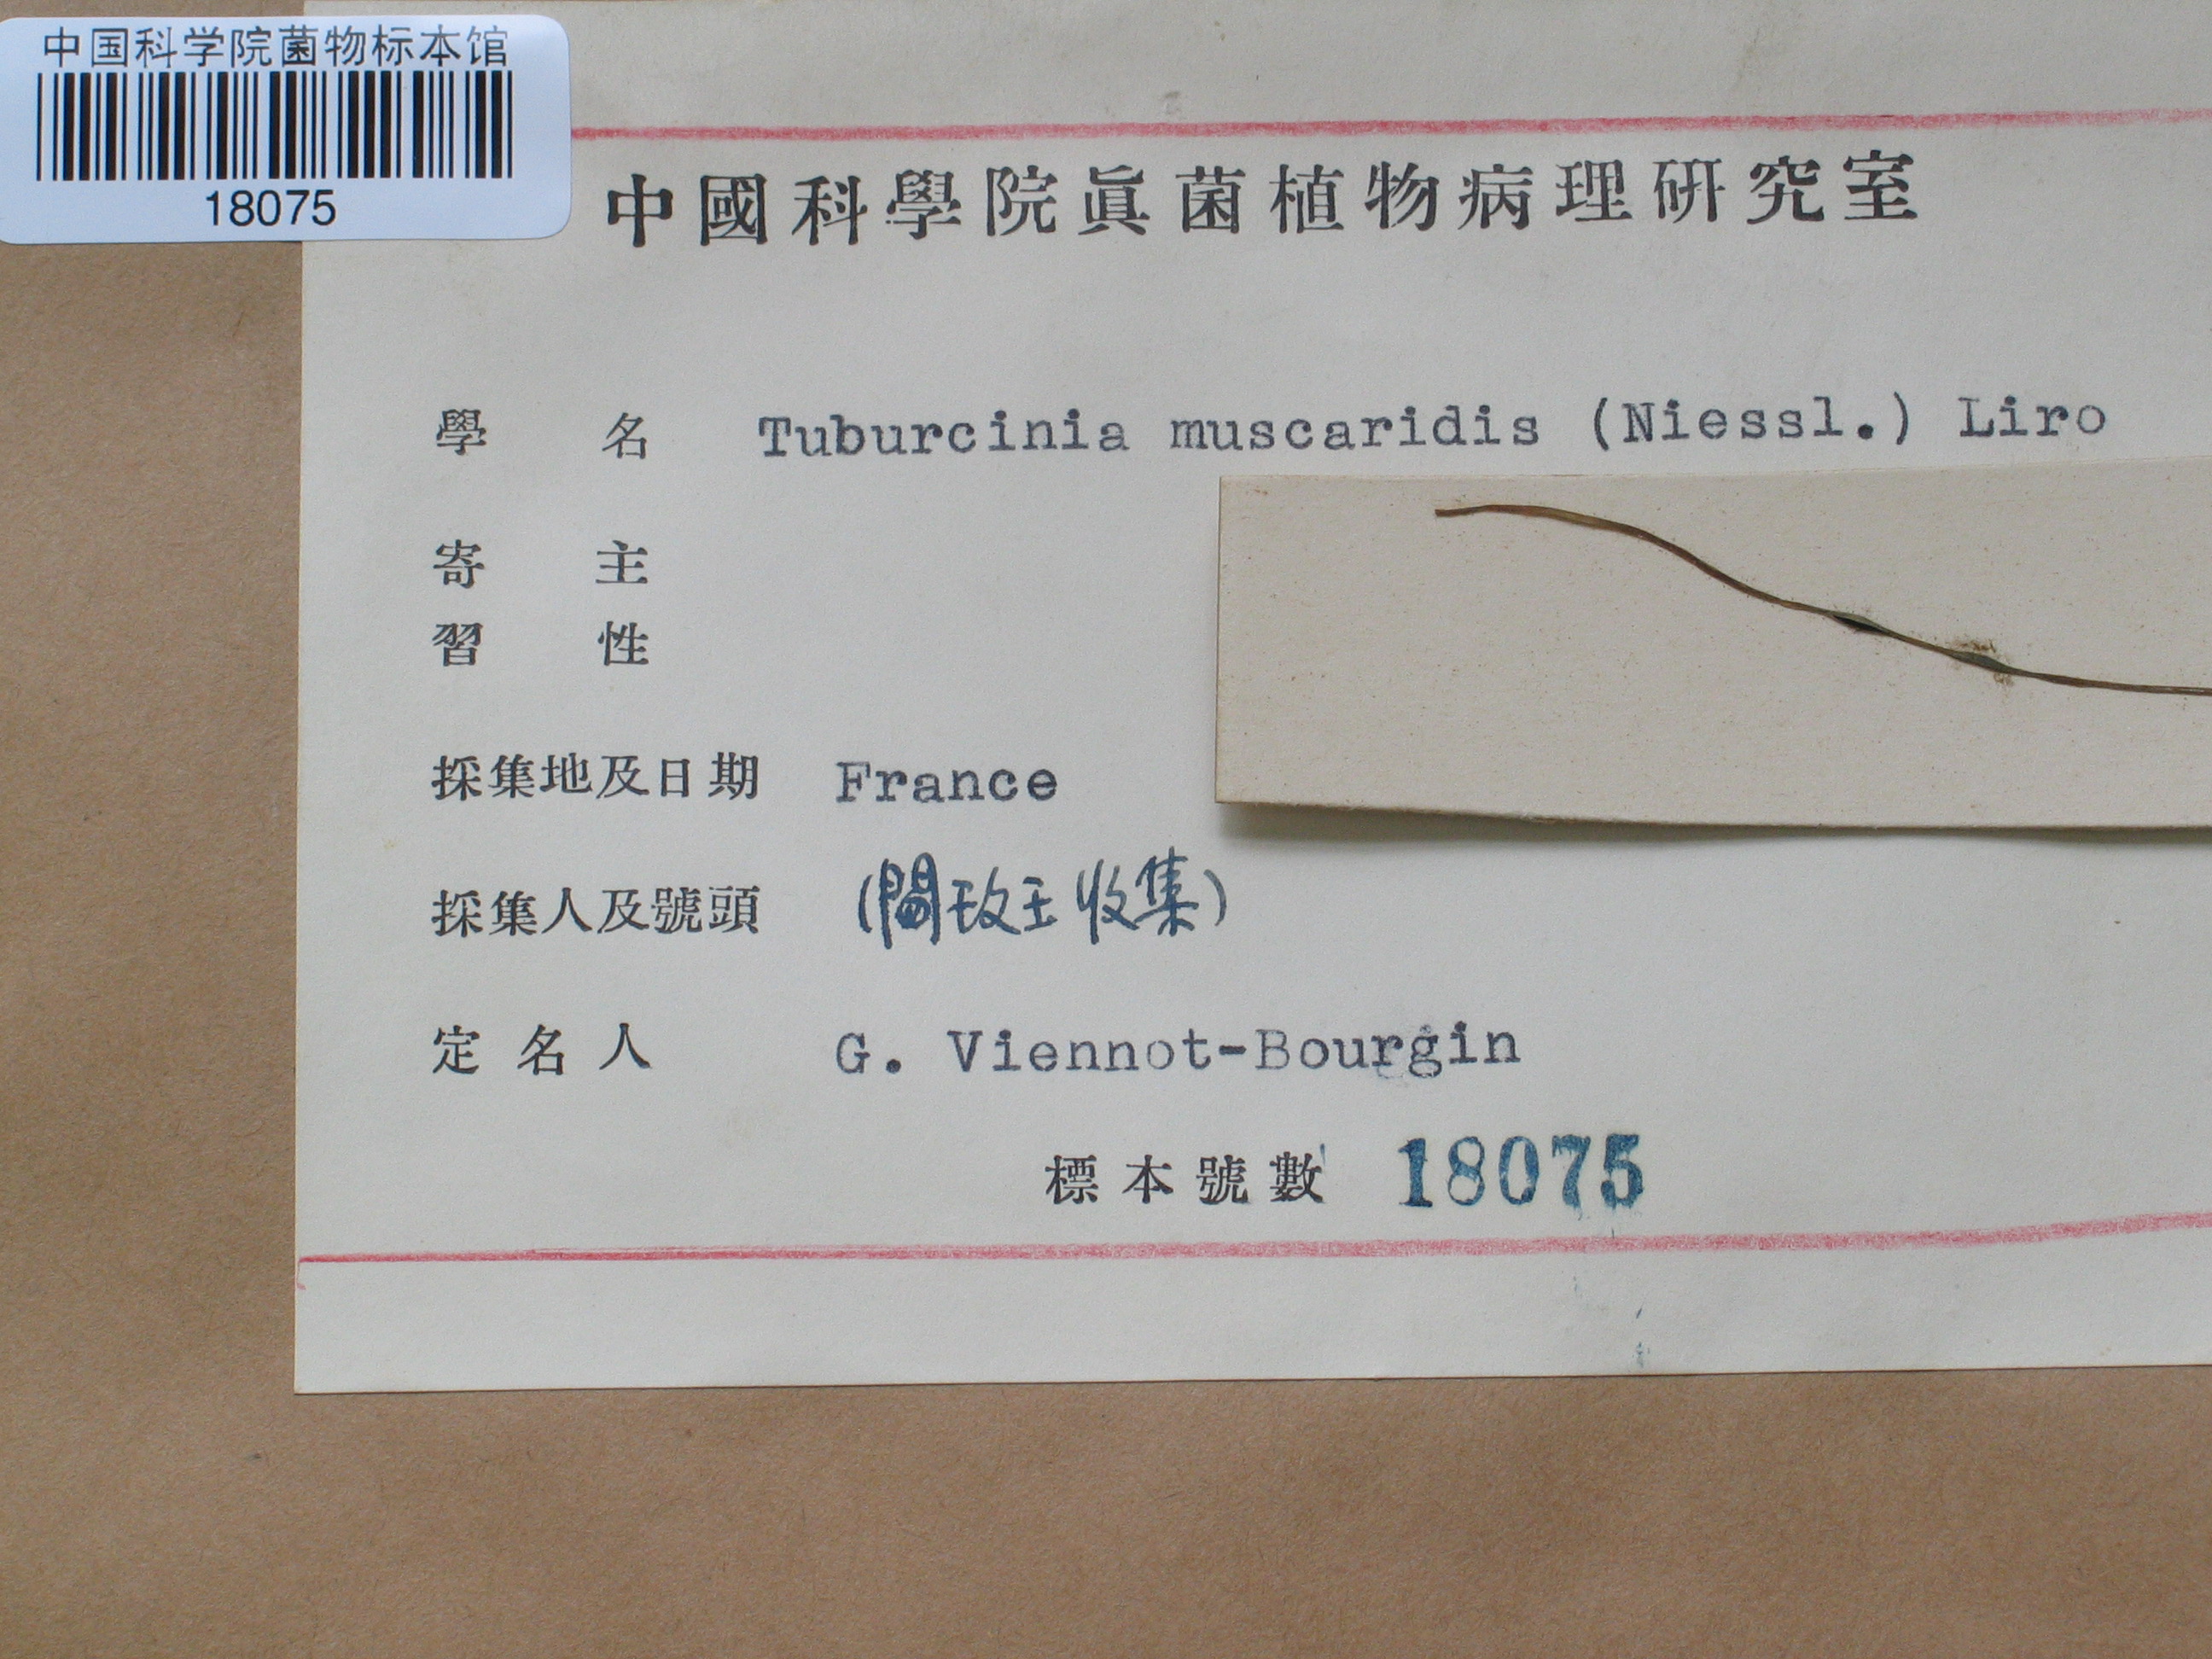 中国科学院菌物标本馆
18075
中國科學院眞菌植物病理研究室
學名 Tuburcinia muscaridis (Niessl.) Liro
寄主
習性
採集地及日期 France
採集人及號頭 (閻玫玉收集)
定名人 G. Viennot-Bourgin
標本號數 18075